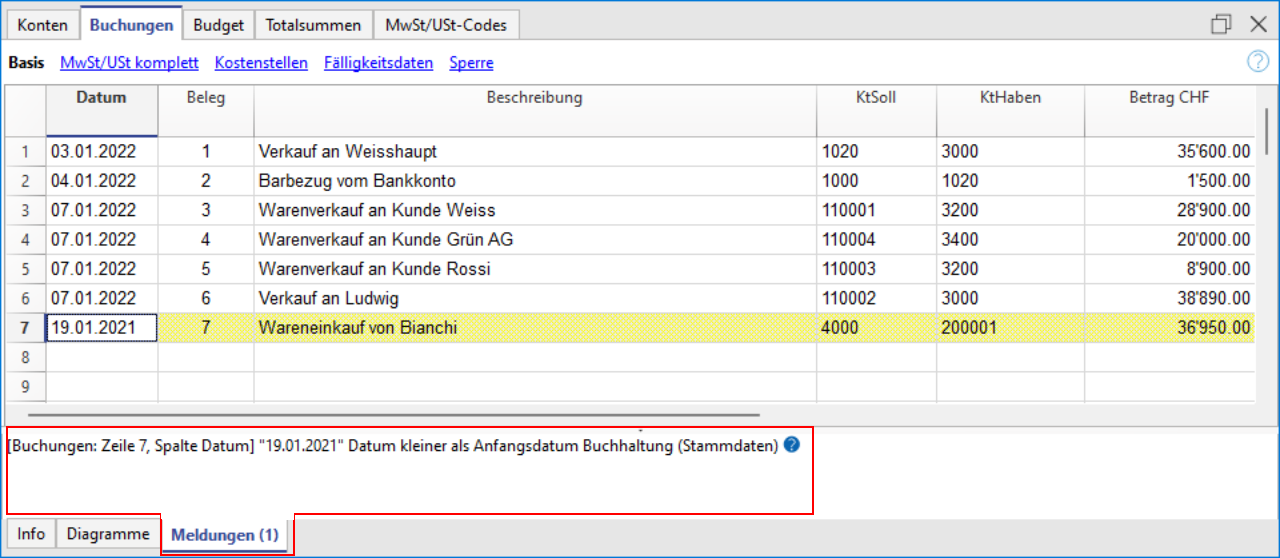 Konten Buchungen Budget Totalsummen MwSt/USt-Codes
Basis MwSt/USt komplett Kostenstellen Fälligkeitsdaten Sperre ?
Datum Beleg Beschreibung KtSoll KtHaben Betrag CHF
1 03.01.2022 1 Verkauf an Weisshaupt 1020 3000 35'600.00
2 04.01.2022 2 Barbezug vom Bankkonto 1000 1020 1'500.00
3 07.01.2022 3 Warenverkauf an Kunde Weiss 110001 3200 28'900.00
4 07.01.2022 4 Warenverkauf an Kunde Grün AG 110004 3400 20'000.00
5 07.01.2022 5 Warenverkauf an Kunde Rossi 110003 3200 8'900.00
6 07.01.2022 6 Verkauf an Ludwig 110002 3000 38'890.00
7 19.01.2021 7 Wareneinkauf von Bianchi 4000 200001 36'950.00
8
9
[Buchungen: Zeile 7, Spalte Datum] "19.01.2021" Datum kleiner als Anfangsdatum Buchhaltung (Stammdaten) ?
Info Diagramme Meldungen (1)